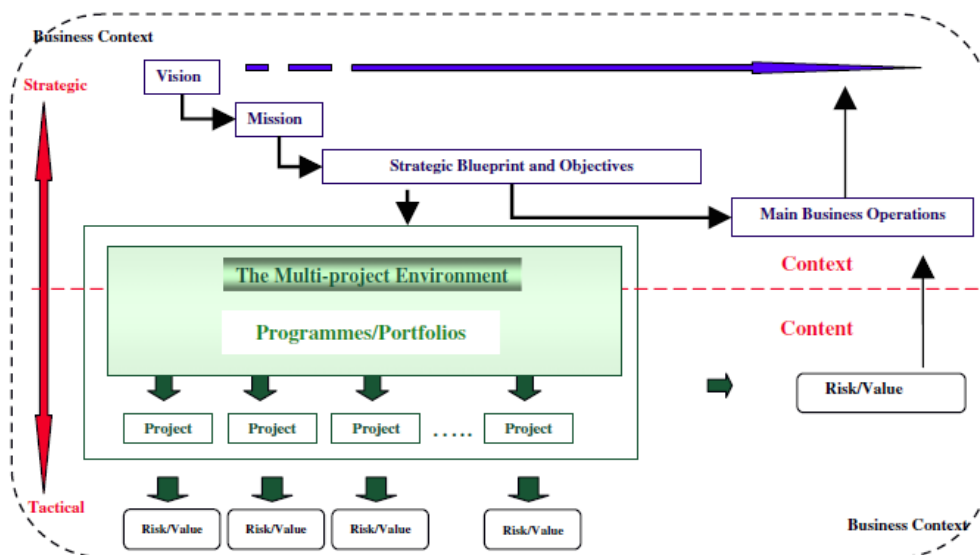 Business Context
Vision
Strategic
Mission
Strategic Blueprint and Objectives
Main Business Operations
The Multi-project Environment
Context
Programmes/Portfolios
Content
Risk/Value
Project
Project
Project
.....
Project
Tactical
Risk/Value
Risk/Value
Risk/Value
Risk/Value
Business Context